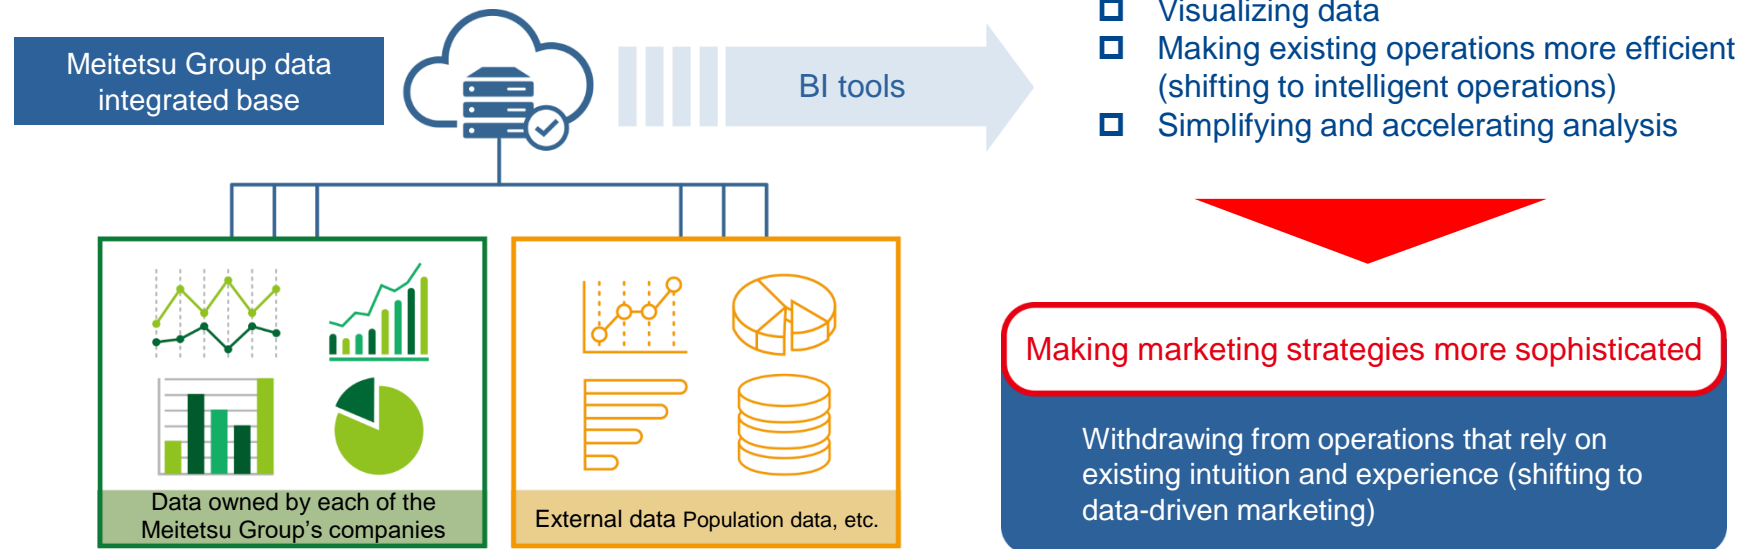 Meitetsu Group data
integrated base
BI tools
Visualizing data
Making existing operations more efficient
(shifting to intelligent operations)
Simplifying and accelerating analysis
Data owned by each of the
Meitetsu Group’s companies
External data Population data, etc.
Making marketing strategies more sophisticated
Withdrawing from operations that rely on
existing intuition and experience (shifting to
data-driven marketing)